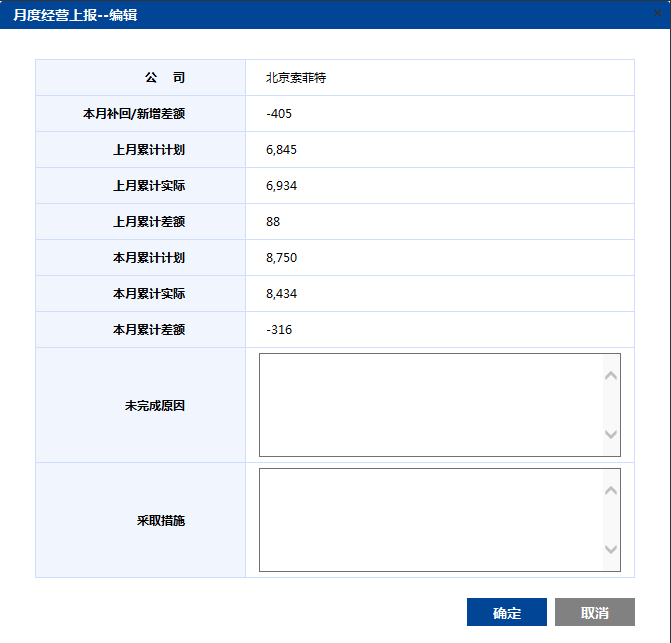 月度经营上报--编辑
公 司 北京索菲特
本月补回/新增差额 -405
上月累计计划 6,845
上月累计实际 6,934
上月累计差额 88
本月累计计划 8,750
本月累计实际 8,434
本月累计差额 -316
未完成原因
采取措施
确定 取消